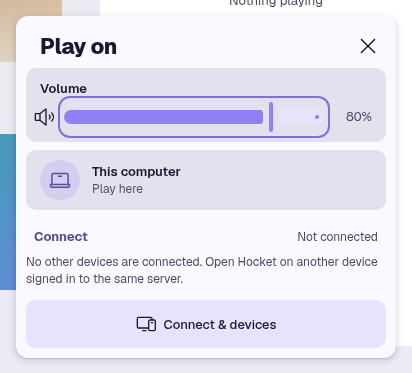 Nothing playing
Play on
Volume
80%
This computer
Play here
Connect
Not connected
No other devices are connected. Open Hocket on another device
signed in to the same server.
Connect & devices